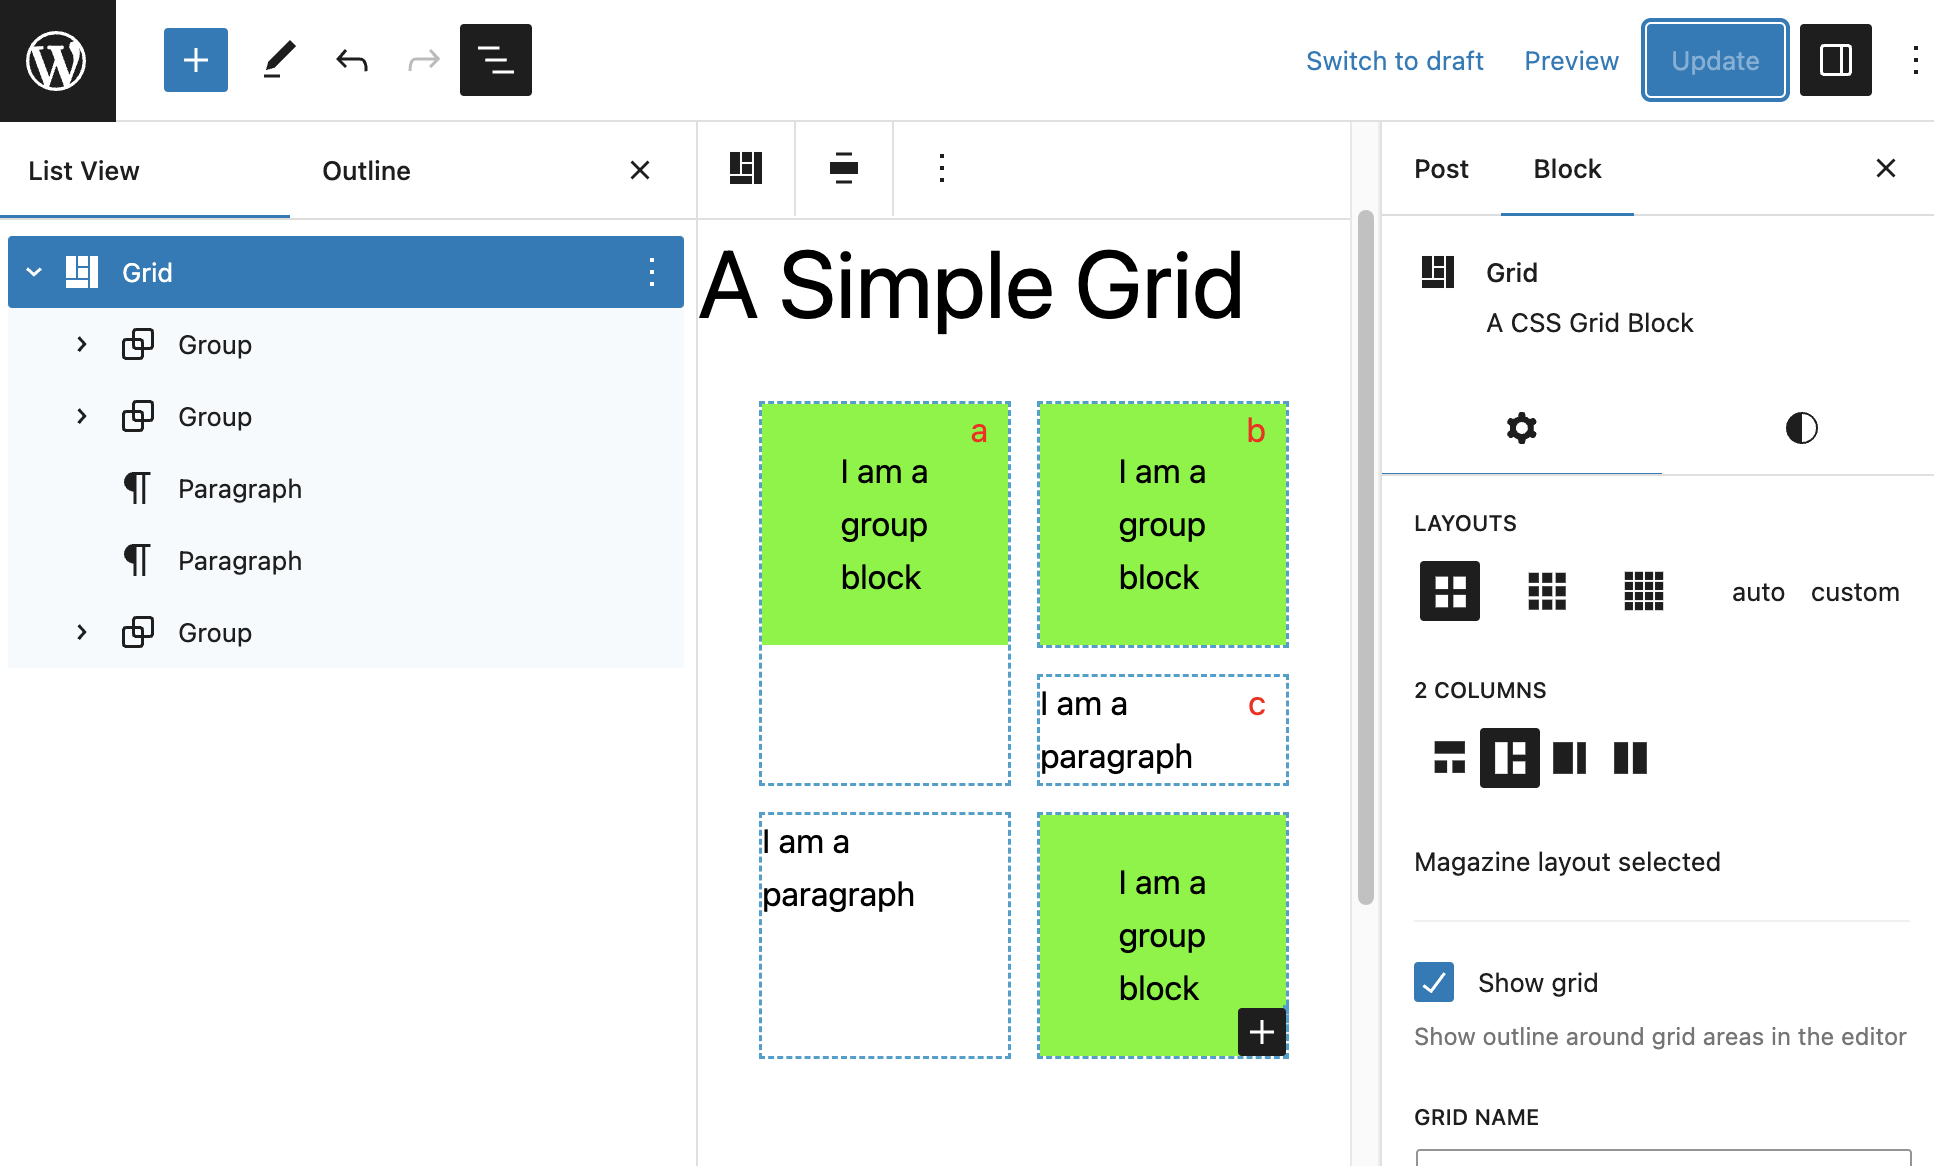 Switch to draft
Preview
Update
List View
Outline
Grid
Group
Group
Paragraph
Paragraph
Group
A Simple Grid
a
I am a
group
block
b
I am a
group
block
I am a
paragraph
c
I am a
paragraph
I am a
group
block
Post
Block
Grid
A CSS Grid Block
LAYOUTS
auto
custom
2 COLUMNS
Magazine layout selected
Show grid
Show outline around grid areas in the editor
GRID NAME